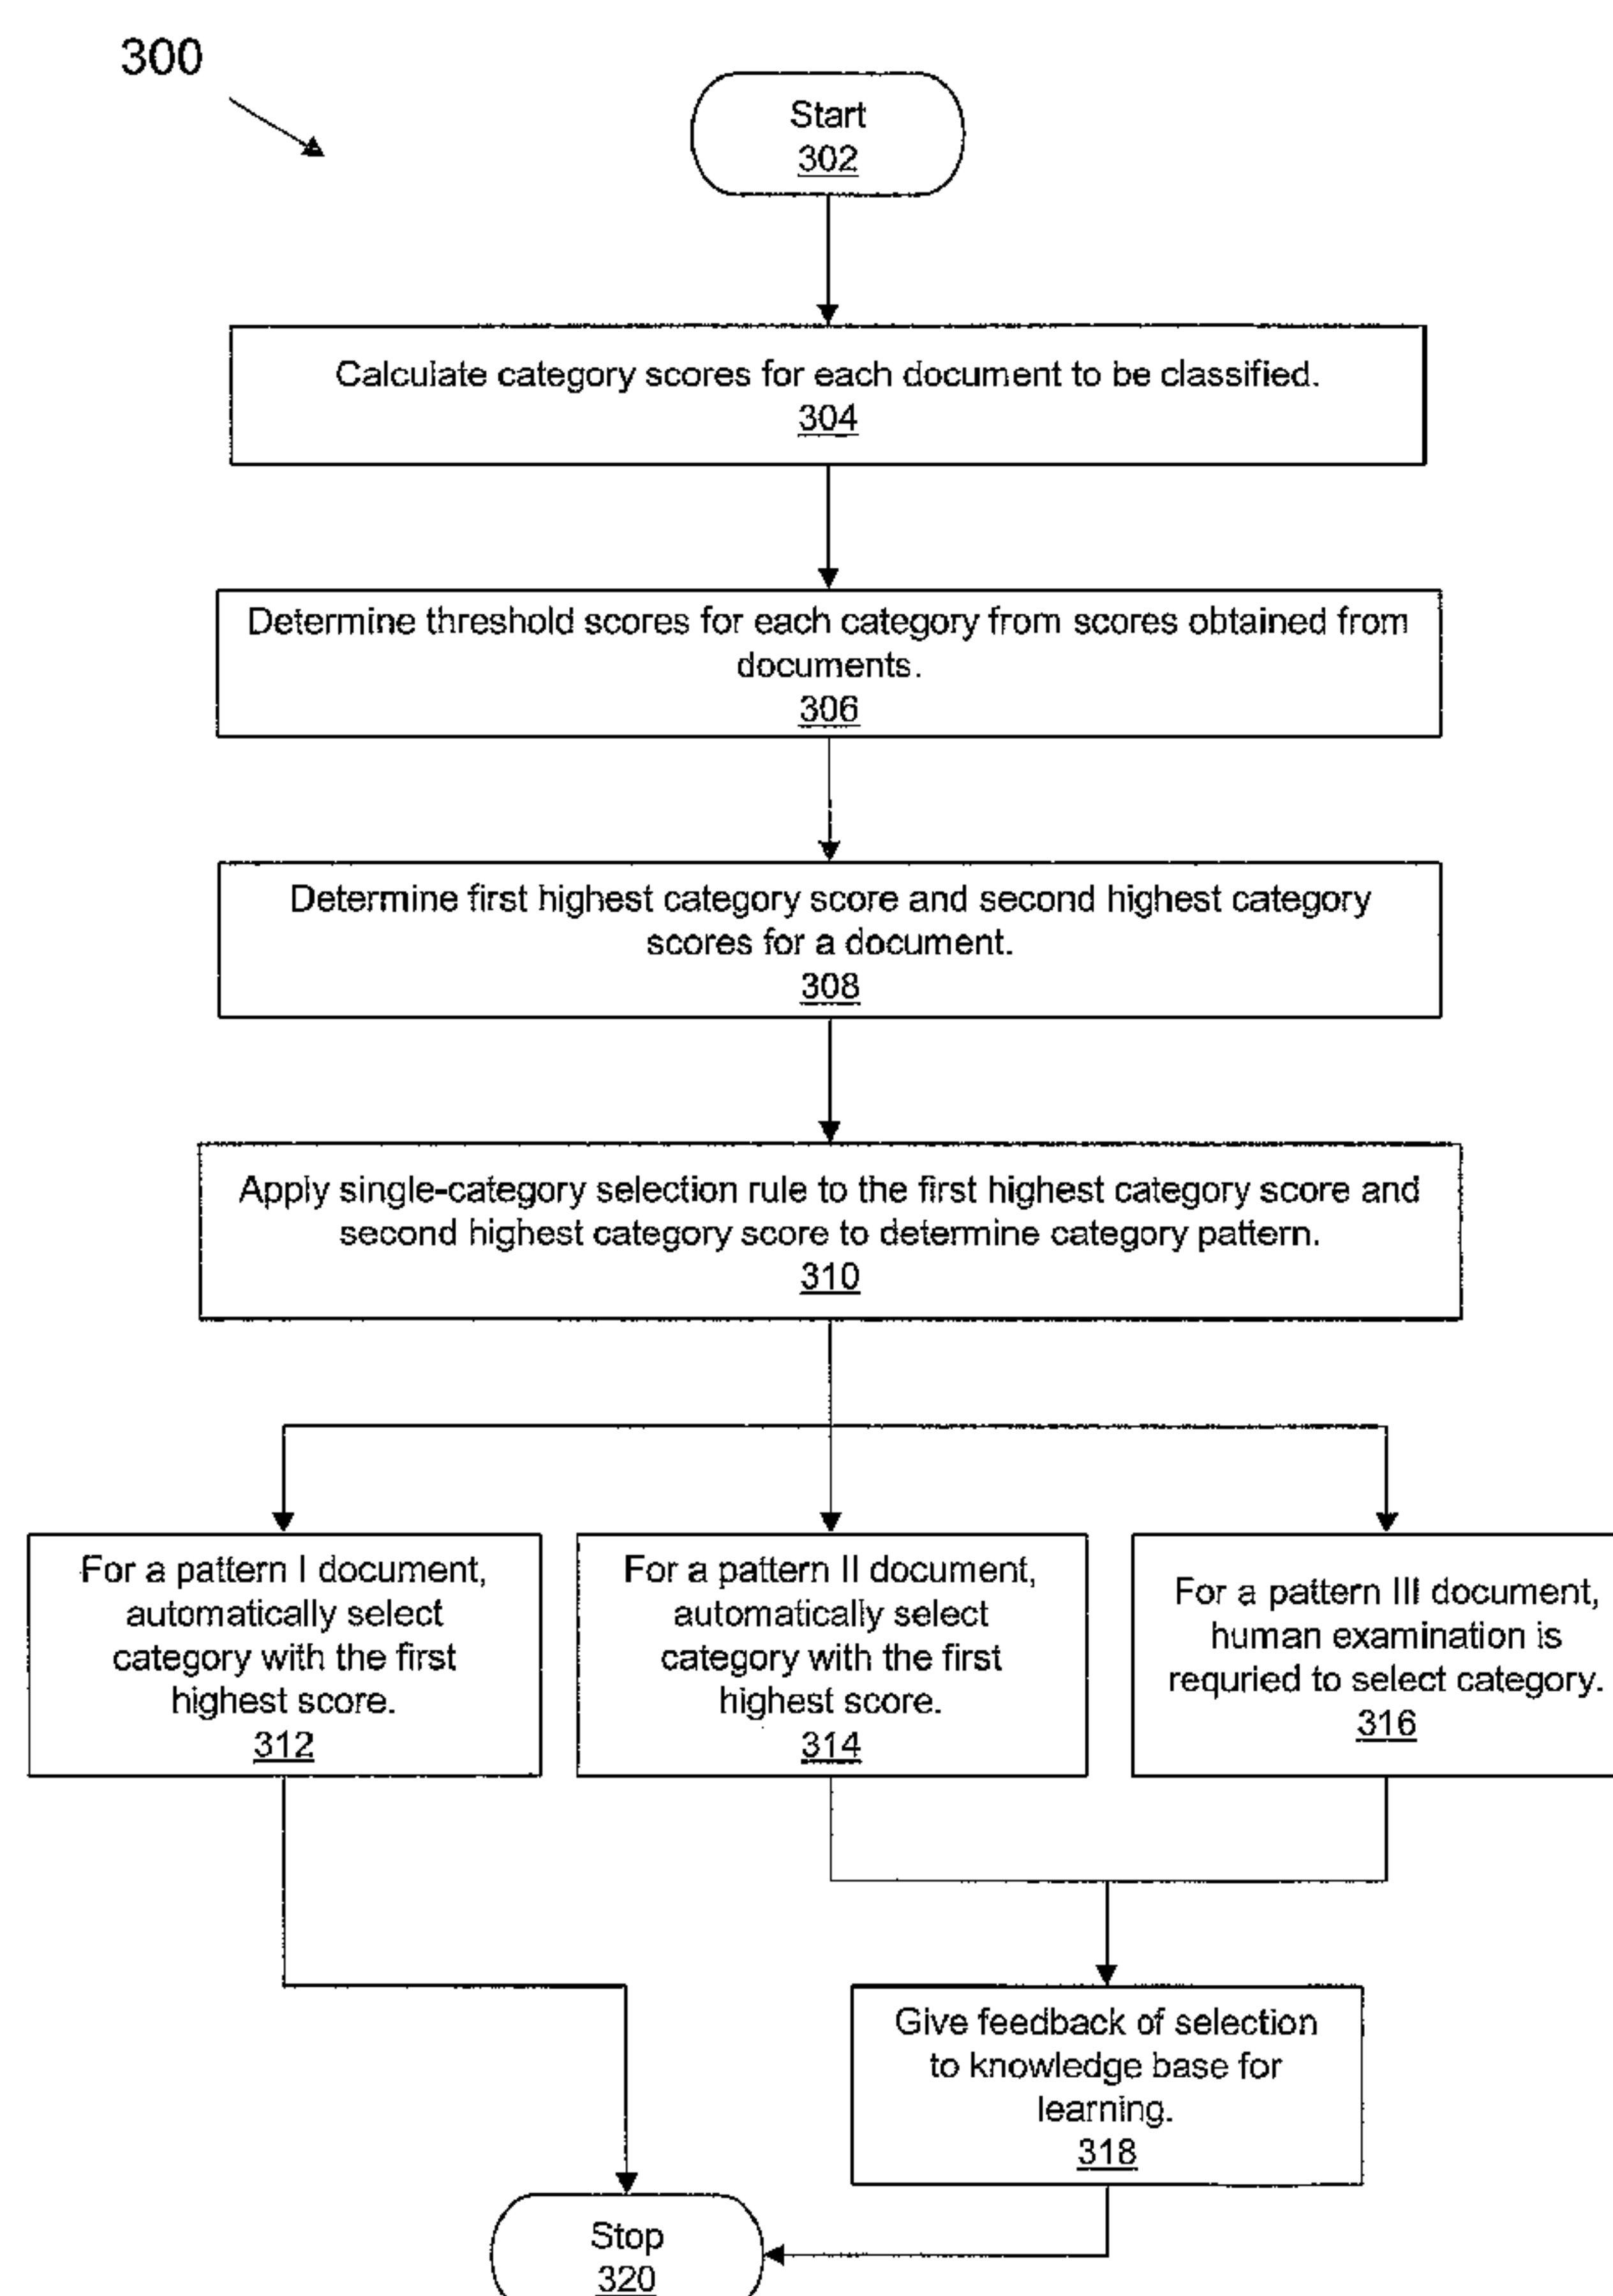 300
Start
302
Calculate category scores for each document to be classified.
304
Determine threshold scores for each category from scores obtained from
documents.
306
Determine first highest category score and second highest category
scores for a document.
308
Apply single-category selection rule to the first highest category score and
second highest category score to determine category pattern.
310
For a pattern I document,
automatically select
category with the first
highest score.
312
For a pattern II document,
automatically select
category with the first
highest score.
314
For a pattern III document,
human examination is
requried to select category.
316
Give feedback of selection
to knowledge base for
learning.
318
Stop
320